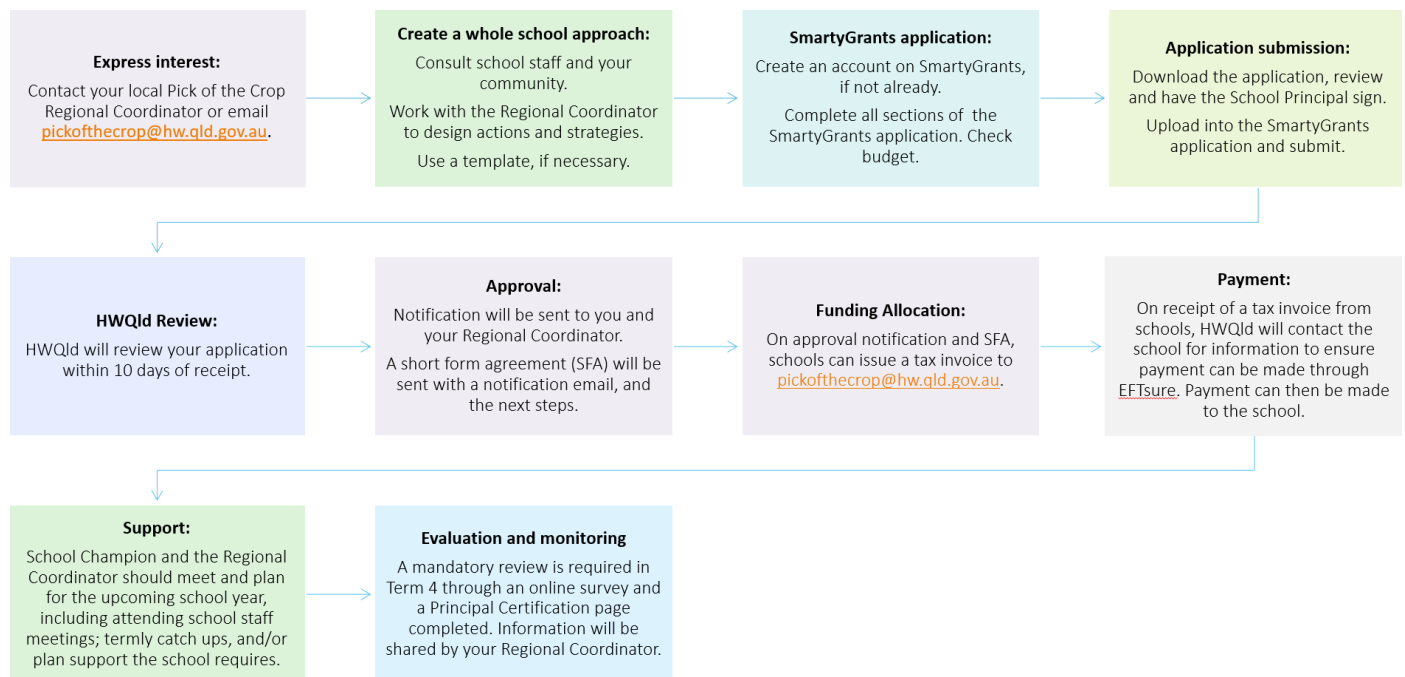 Express interest:
Contact your local Pick of the Crop
Regional Coordinator or email
pickofthecrop@hw.qld.gov.au.
Create a whole school approach:
Consult school staff and your
community.
Work with the Regional Coordinator
to design actions and strategies.
Use a template, if necessary.
SmartyGrants application:
Create an account on SmartyGrants,
if not already.
Complete all sections of the
SmartyGrants application. Check
budget.
Application submission:
Download the application, review
and have the School Principal sign.
Upload into the SmartyGrants
application and submit.
HWQld Review:
HWQld will review your application
within 10 days of receipt.
Approval:
Notification will be sent to you and
your Regional Coordinator.
A short form agreement (SFA) will be
sent with a notification email, and
the next steps.
Funding Allocation:
On approval notification and SFA,
schools can issue a tax invoice to
pickofthecrop@hw.qld.gov.au.
Payment:
On receipt of a tax invoice from
schools, HWQld will contact the
school for information to ensure
payment can be made through
EFTsure. Payment can then be made
to the school.
Support:
School Champion and the Regional
Coordinator should meet and plan
for the upcoming school year,
including attending school staff
meetings; termly catch ups, and/or
plan support the school requires.
Evaluation and monitoring
A mandatory review is required in
Term 4 through an online survey and
a Principal Certification page
completed. Information will be
shared by your Regional Coordinator.